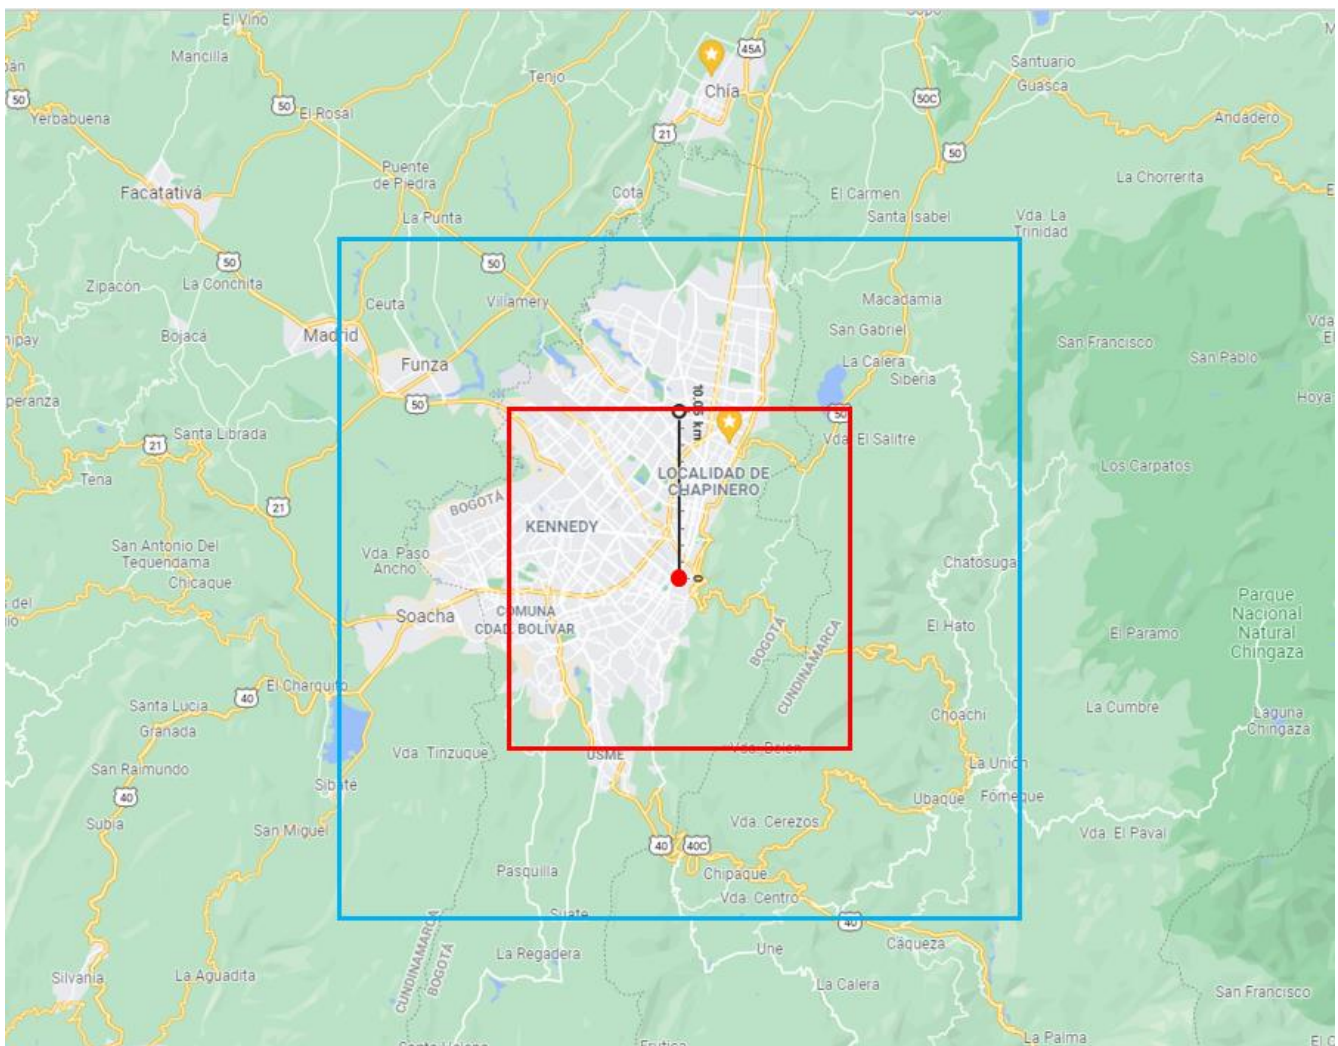 El Vino
45A
Mancilla
Santuario
Tenjo
Guasca
Chía
50
50
50C
Yerbabuena
El Rosal
Andadero
21
50
Puente
de Piedra
La Chorrerita
Facatativá
Cota
El Carmen
La Punta
Santa Isabel
Vda. La
Trinidad
50
50
Zipacón
La Conchita
Ceuta
Villamery
Macadamia
Bojacá
Madrid
San Gabriel
San Francisco
Funza
La Calera
San Pablo
Siberia
10.05 km
50
50
Santa Librada
21
Vda. El Salitre
Tena
LOCALIDAD DE
CHAPINERO
Los Carpatos
BOGOTÁ
21
KENNEDY
San Antonio Del
Tequendama
Vda. Paso
Ancho
Chicaque
Chatosuga
0
Parque
Nacional
Natural
Chingaza
Soacha
COMUNA
CDAD. BOLÍVAR
El Hato
El Paramo
BOGOTÁ
CUNDINAMARCA
El Charquito
40
Santa Lucia
Granada
Choachí
La Cumbre
Laguna
Chingaza
Vda. Tinzuque
USME
San Raimundo
La Unión
Sibaté
40
Ubaque
Fómeque
Subia
San Miguel
Vda. Cerezos
Vda. El Paval
40
40C
Pasquilla
Chipaque
Vda. Centro
40
CUNDINAMARCA
BOGOTÁ
La Regadera
Une
Cáqueza
Silvania
La Aguadita
La Calera
San Francisco
La Palma